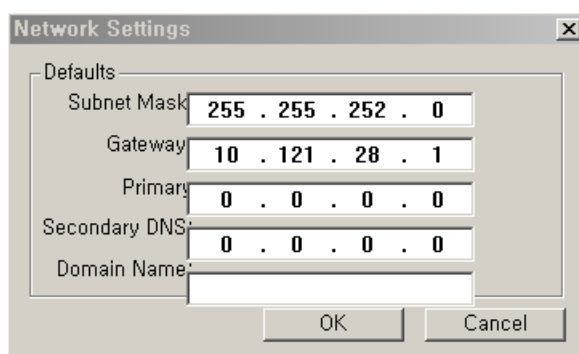 Network Settings
Defaults
Subnet Mask 255 . 255 . 252 . 0
Gateway 10 . 121 . 28 . 1
Primary 0 . 0 . 0 . 0
Secondary DNS: 0 . 0 . 0 . 0
Domain Name:
OK Cancel